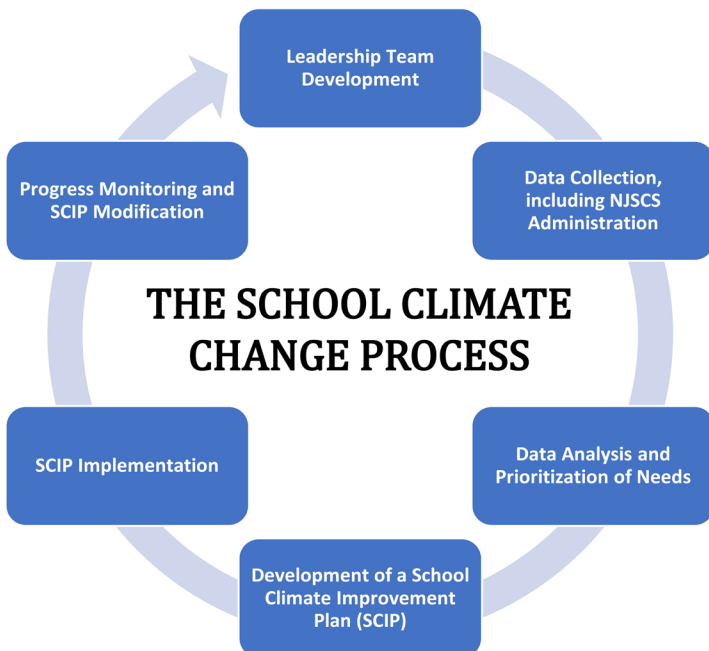 Leadership Team
Development
Data Collection,
including NJSCS
Administration
Data Analysis and
Prioritization of Needs
Development of a School
Climate Improvement
Plan (SCIP)
SCIP Implementation
Progress Monitoring and
SCIP Modification
THE SCHOOL CLIMATE
CHANGE PROCESS